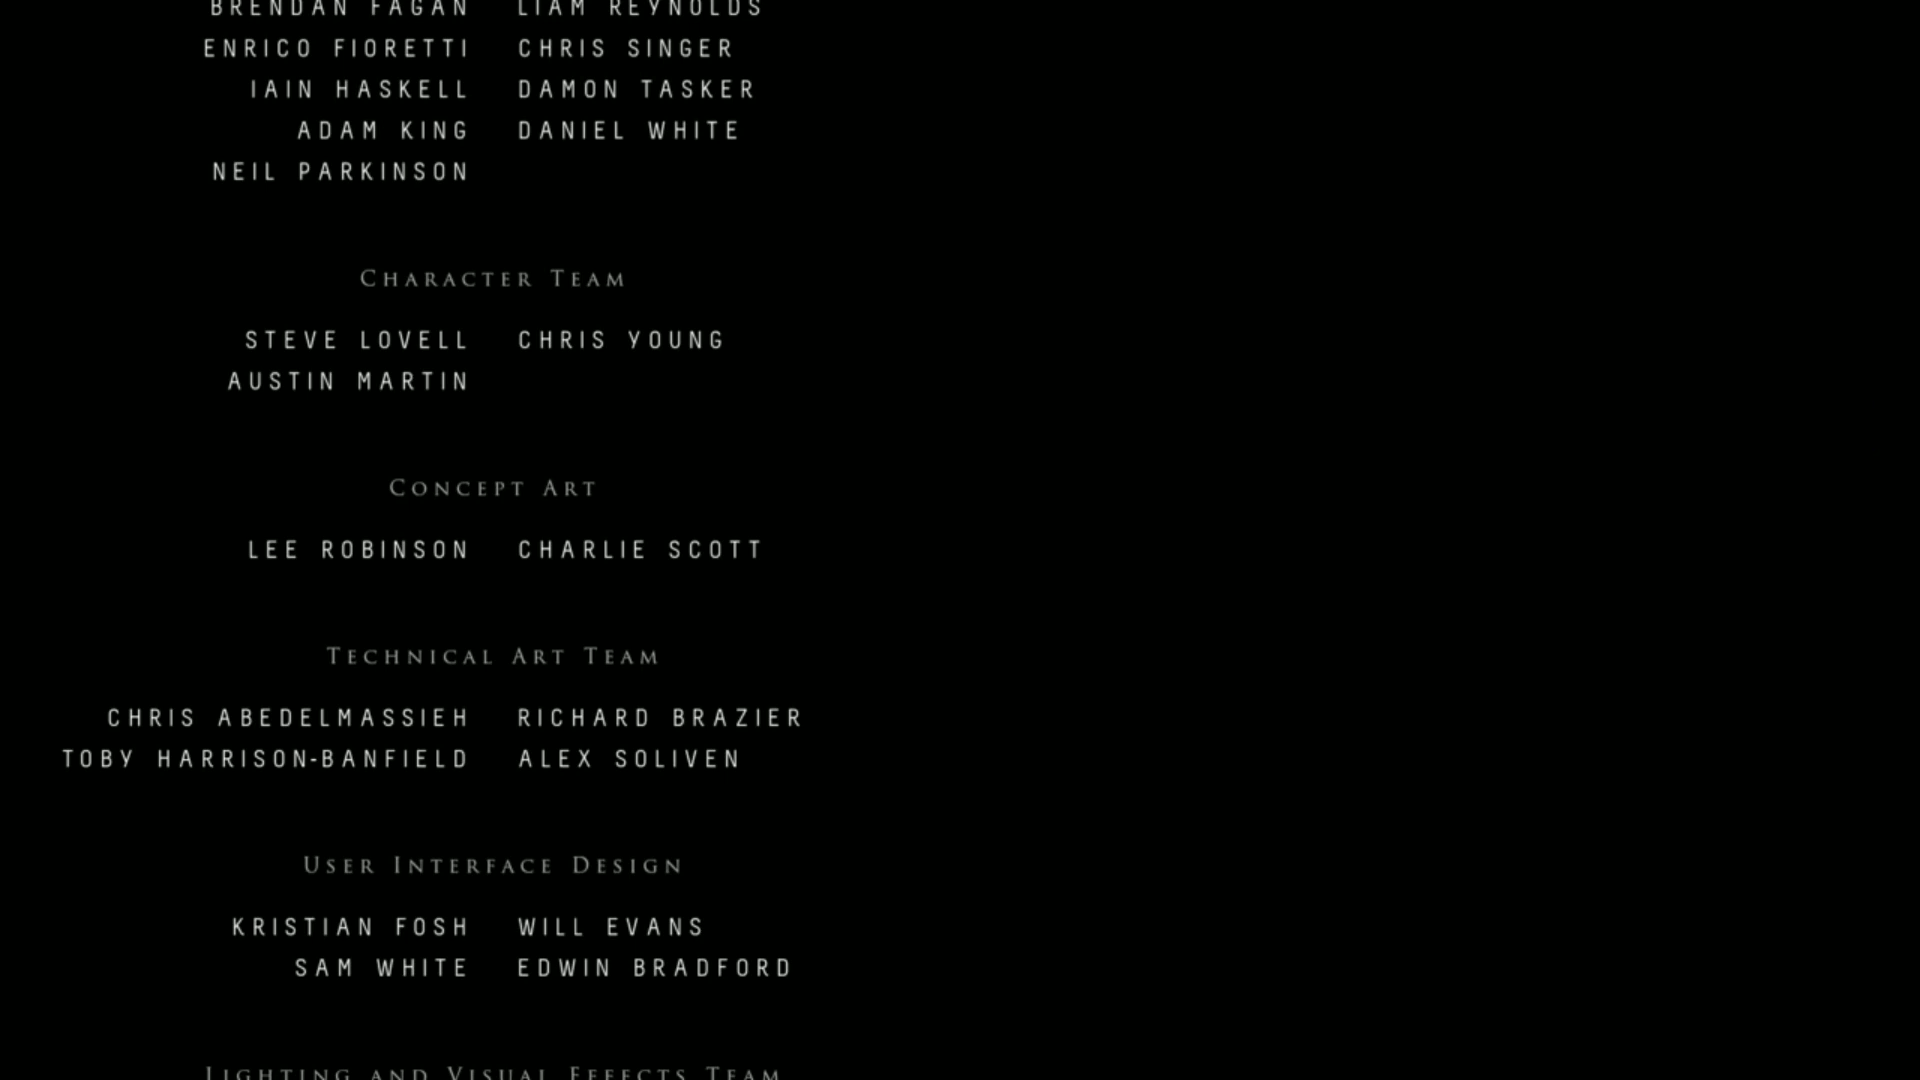 BRENDAN FAGAN LIAM REYNOLDS
ENRICO FIORETTI CHRIS SINGER
IAIN HASKELL DAMON TASKER
ADAM KING DANIEL WHITE
NEIL PARKINSON
CHARACTER TEAM
STEVE LOVELL CHRIS YOUNG
AUSTIN MARTIN
CONCEPT ART
LEE ROBINSON CHARLIE SCOTT
TECHNICAL ART TEAM
CHRIS ABEDELMASSIEH RICHARD BRAZIER
TOBY HARRISON-BANFIELD ALEX SOLIVEN
USER INTERFACE DESIGN
KRISTIAN FOSH WILL EVANS
SAM WHITE EDWIN BRADFORD
LIGHTING AND VISUAL EFFECTS TEAM